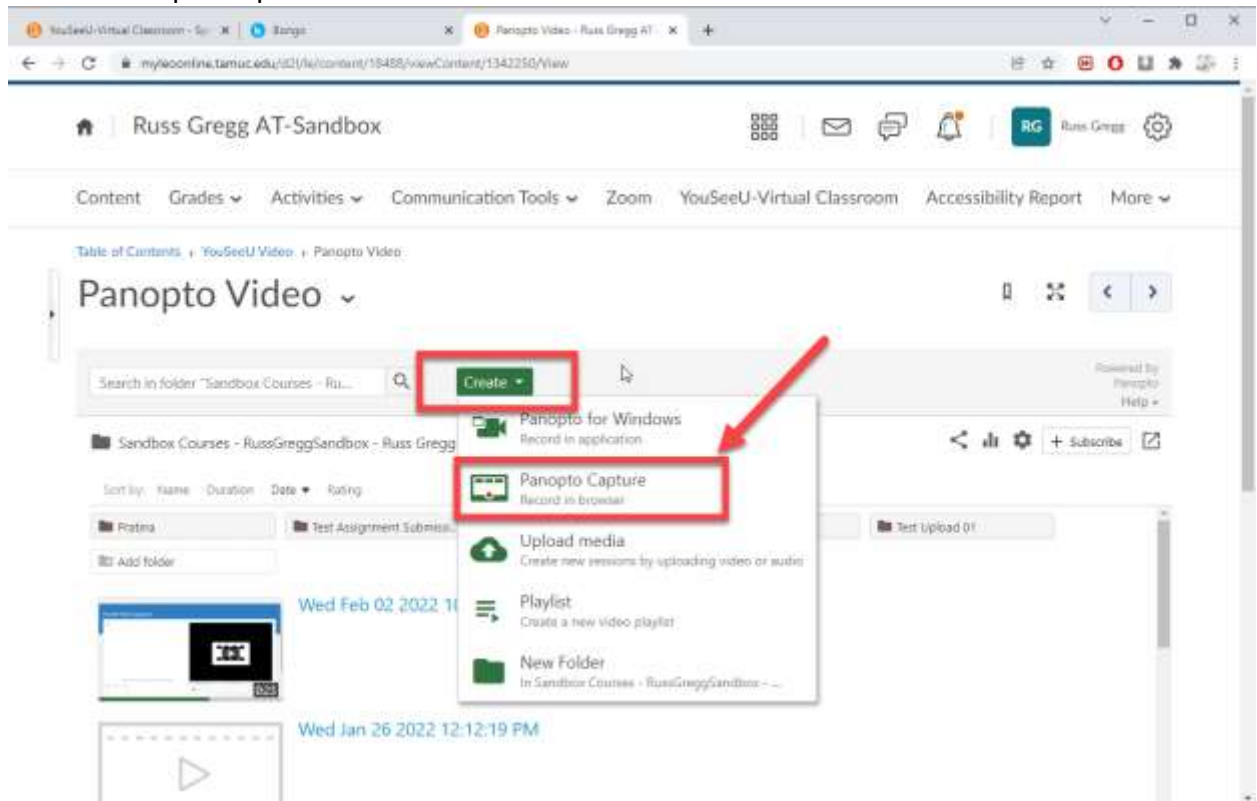 YouSeeU-Virtual Classroom - Sa
Bongo
Panopto Video - Russ Gregg AT-
myleoonline.tamuc.edu/d2l/le/content/18488/viewContent/1342250/View
Russ Gregg AT-Sandbox
RG
Russ Gregg
Content
Grades
Activities
Communication Tools
Zoom
YouSeeU-Virtual Classroom
Accessibility Report
More
Table of Contents
YouSeeU Video
Panopto Video
Panopto Video
Search in folder "Sandbox Courses - Ru...
Create
Powered by
Panopto
Help
Panopto for Windows
Record in application
Sandbox Courses - RussGreggSandbox - Russ Gregg
+ Subscribe
Panopto Capture
Record in browser
Sort by: Name Duration Date Rating
Test Assignment Submiss
Test Upload 01
Upload media
Create new sessions by uploading video or audio
Add folder
Wed Feb 02 2022
Playlist
Create a new video playlist
New Folder
In Sandbox Courses - RussGreggSandbox - ...
Wed Jan 26 2022 12:12:19 PM